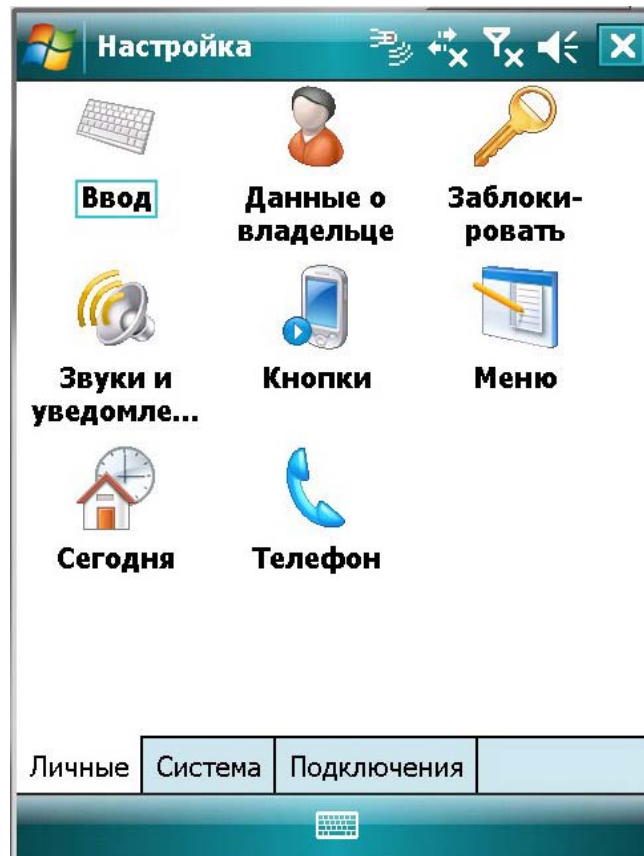 Настройка
Ввод
Данные о
владельце
Заблоки-
ровать
Звуки и
уведомле...
Кнопки
Меню
Сегодня
Телефон
Личные
Система
Подключения